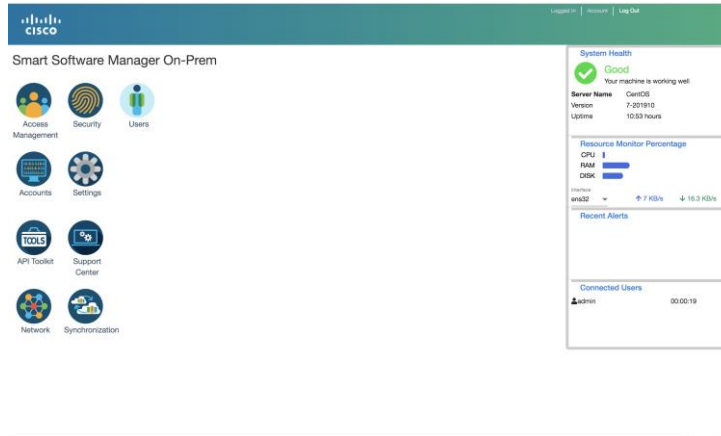 Logged in | Account | Log Out
CISCO
Smart Software Manager On-Prem
Access
Management
Security
Users
Accounts
Settings
TOOLS
API Toolkit
Support
Center
Network
Synchronization
System Health
Good
Your machine is working well
Server Name CentOS
Version 7-201910
Uptime 10:53 hours
Resource Monitor Percentage
CPU
RAM
DISK
Interface
ens32 7 KB/s 16.3 KB/s
Recent Alerts
Connected Users
admin 00:00:19